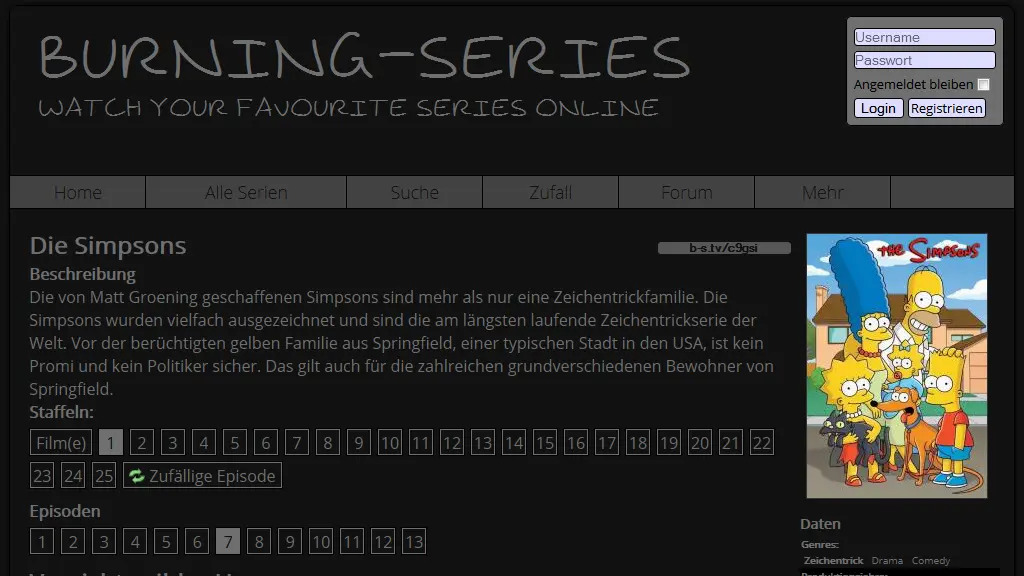 BURNING-SERIES
WATCH YOUR FAVOURITE SERIES ONLINE
Username
Passwort
Angemeldet bleiben
Login Registrieren
Home Alle Serien Suche Zufall Forum Mehr
Die Simpsons
b-s.tv/c9gsi
Beschreibung
Die von Matt Groening geschaffenen Simpsons sind mehr als nur eine Zeichentrickfamilie. Die
Simpsons wurden vielfach ausgezeichnet und sind die am längsten laufende Zeichentrickserie der
Welt. Vor der berüchtigten gelben Familie aus Springfield, einer typischen Stadt in den USA, ist kein
Promi und kein Politiker sicher. Das gilt auch für die zahlreichen grundverschiedenen Bewohner von
Springfield.
Staffeln:
Film(e) 1 2 3 4 5 6 7 8 9 10 11 12 13 14 15 16 17 18 19 20 21 22
23 24 25 Zufällige Episode
Episoden
1 2 3 4 5 6 7 8 9 10 11 12 13
the SIMPSONS
Daten
Genres:
Zeichentrick Drama Comedy